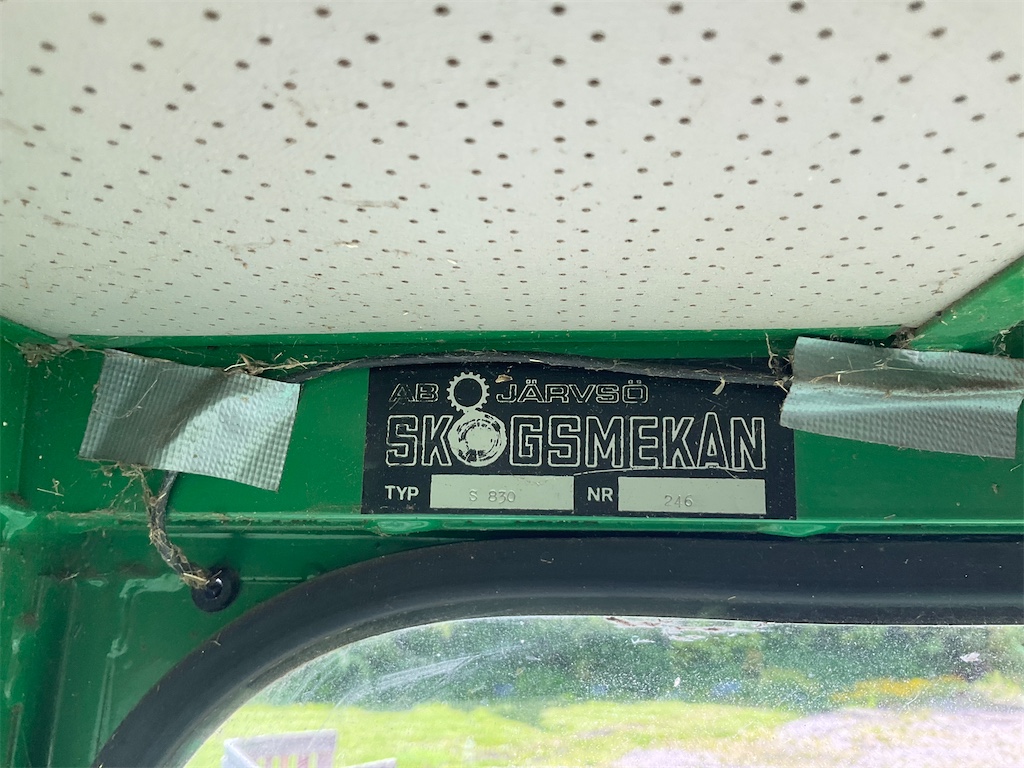 AB JÄRVSÖ
SKOGSMEKAN
TYP S 830 NR 246